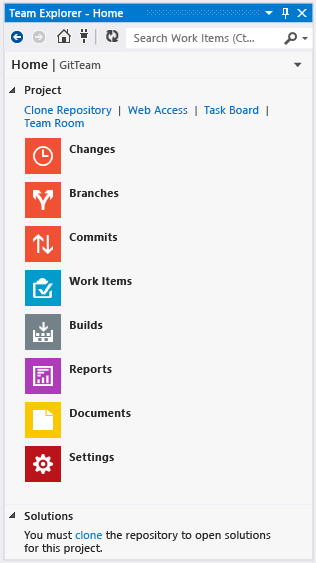 Team Explorer - Home
Search Work Items (Ct...
Home | GitTeam
Project
Clone Repository | Web Access | Task Board |
Team Room
Changes
Branches
Commits
Work Items
Builds
Reports
Documents
Settings
Solutions
You must clone the repository to open solutions
for this project.